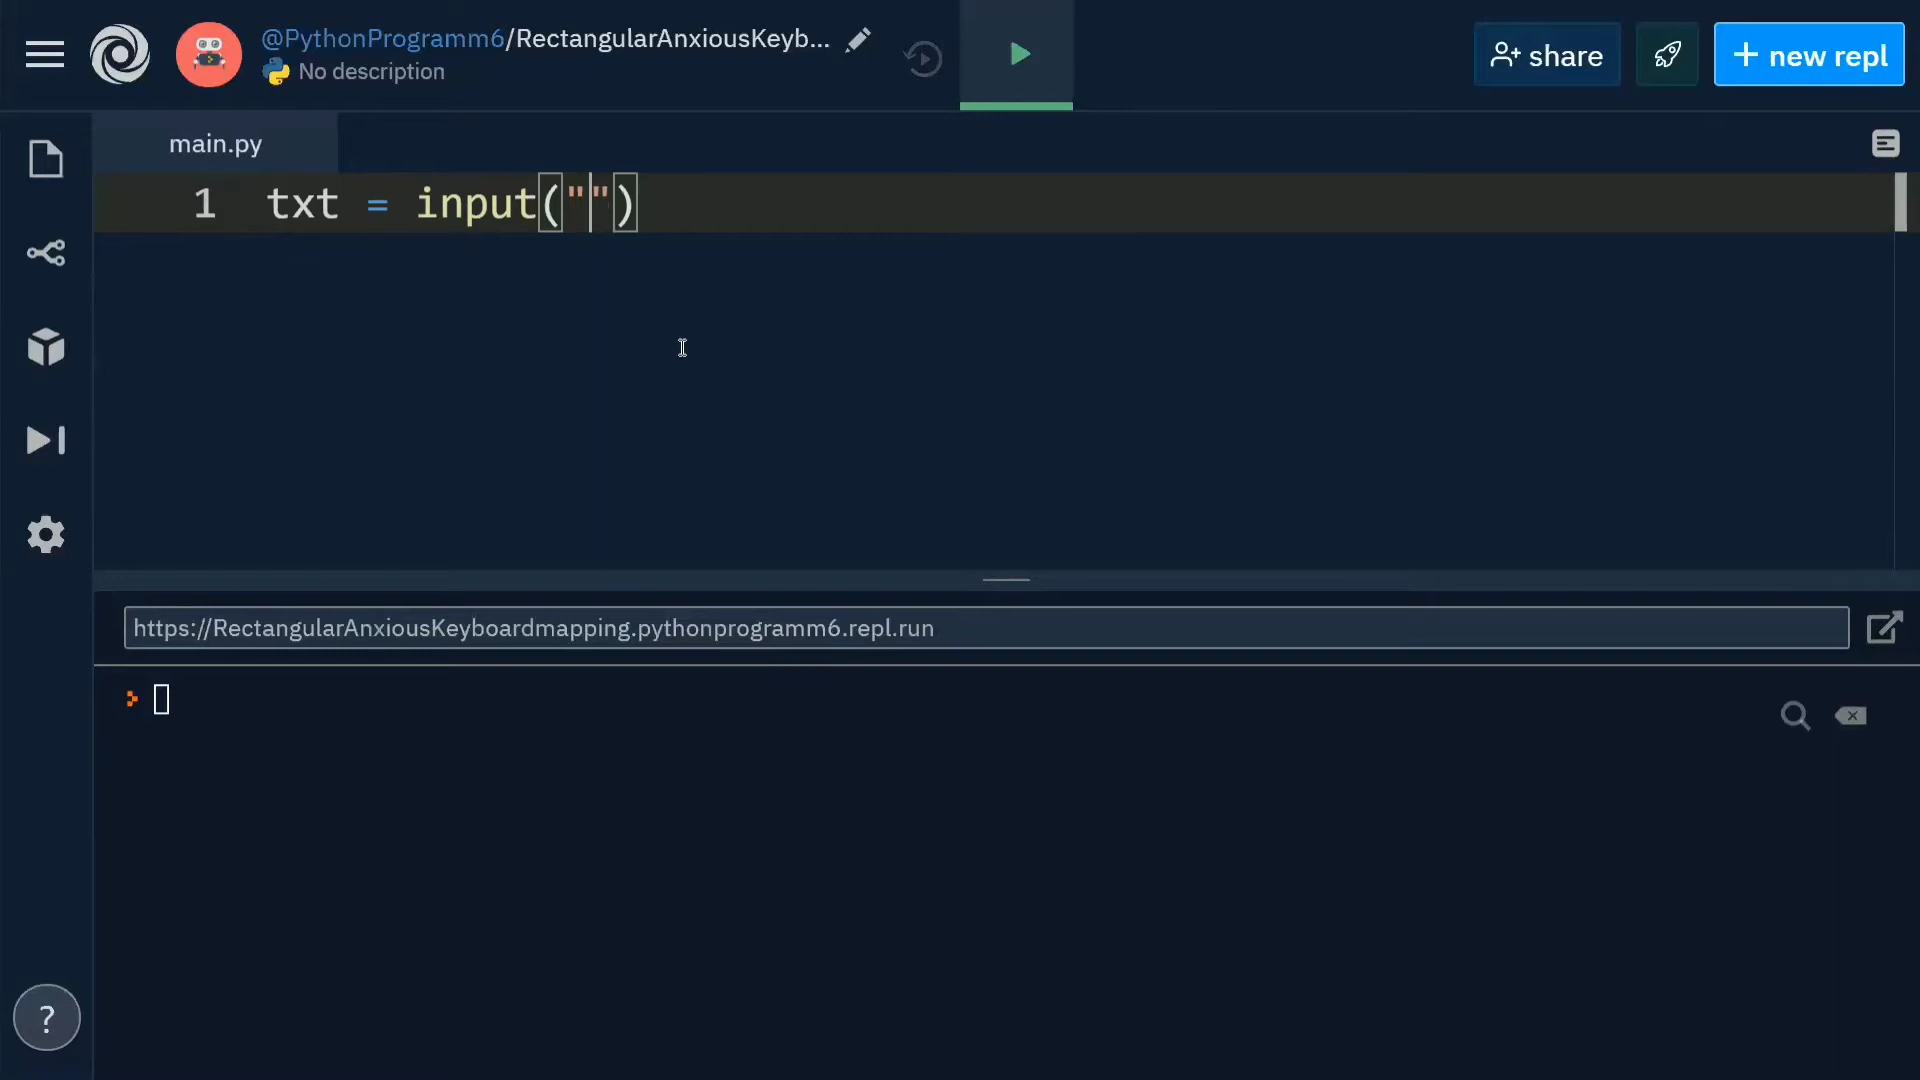 @PythonProgramm6/RectangularAnxiousKeyb...
No description
share
+ new repl
main.py
1 txt = input("")
https://RectangularAnxiousKeyboardmapping.pythonprogramm6.repl.run
?